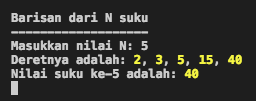 Barisan dari N suku
-------------------
Masukkan nilai N: 5
Deretnya adalah: 2, 3, 5, 15, 40
Nilai suku ke-5 adalah: 40